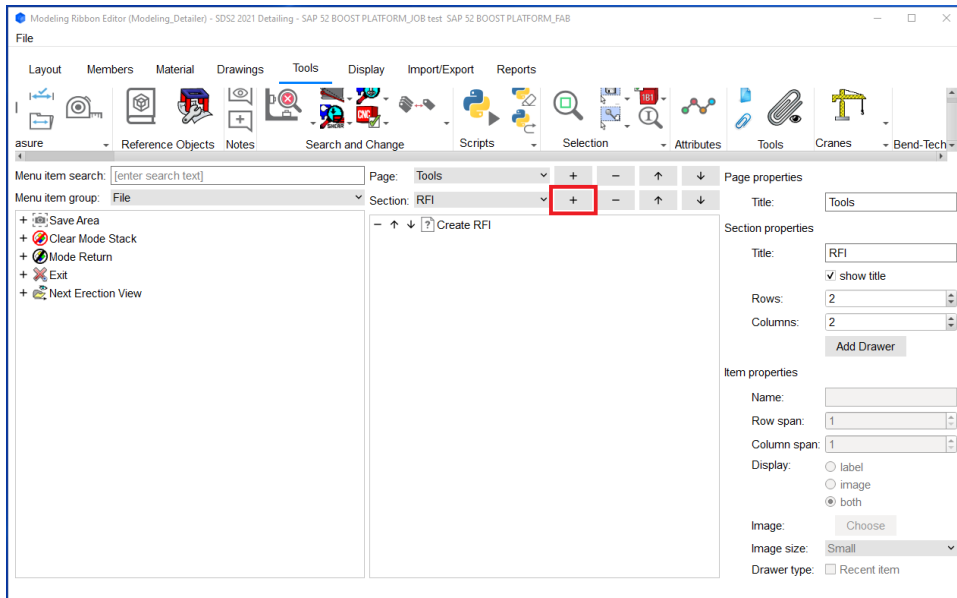 Modeling Ribbon Editor (Modeling_Detailer) - SDS2 2021 Detailing - SAP 52 BOOST PLATFORM_JOB test SAP 52 BOOST PLATFORM_FAB
File
Layout Members Material Drawings Tools Display Import/Export Reports
asure Reference Objects Notes Search and Change Scripts Selection Attributes Tools Cranes Bend-Tech
Menu item search: [enter search text] Page: Tools + − ↑ ↓ Page properties
Menu item group: File Section: RFI + − ↑ ↓ Title: Tools
+ Save Area − ↑ ↓ ? Create RFI Section properties
+ Clear Mode Stack
+ Mode Return Title: RFI
+ Exit show title
+ Next Erection View Rows: 2
Columns: 2
Add Drawer
Item properties
Name:
Row span: 1
Column span: 1
Display: label
image
both
Image: Choose
Image size: Small
Drawer type: Recent item